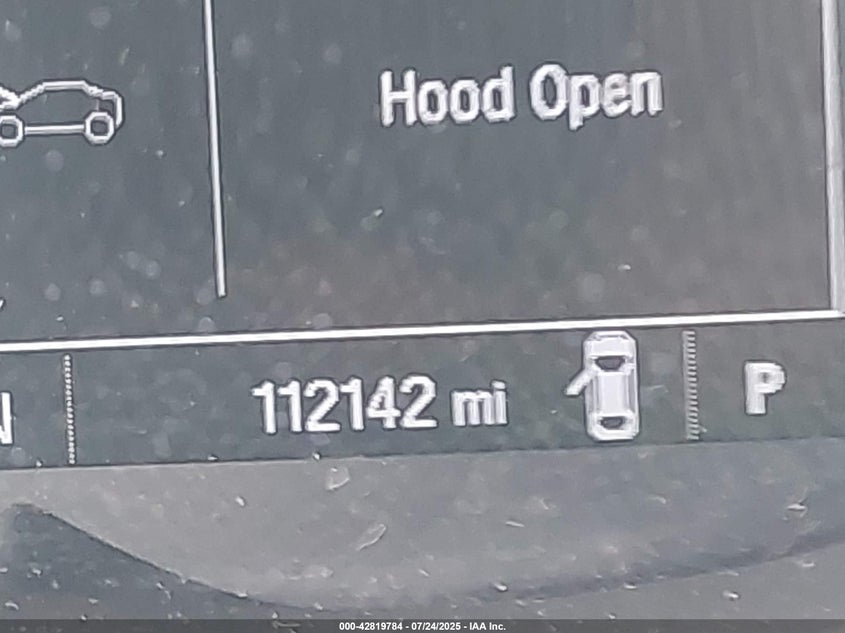 Hood Open
N
112142 mi
P
000-42819784 - 07/24/2025 - IAA Inc.